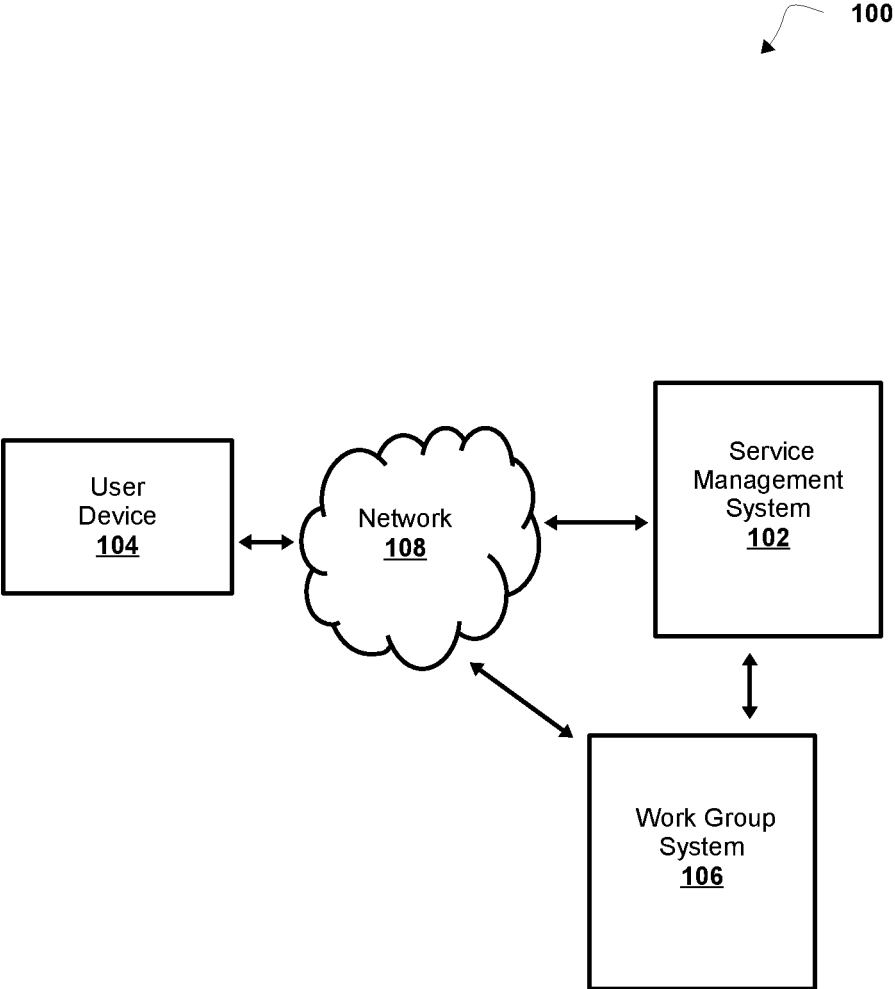 100
User
Device
104
Network
108
Service
Management
System
102
Work Group
System
106